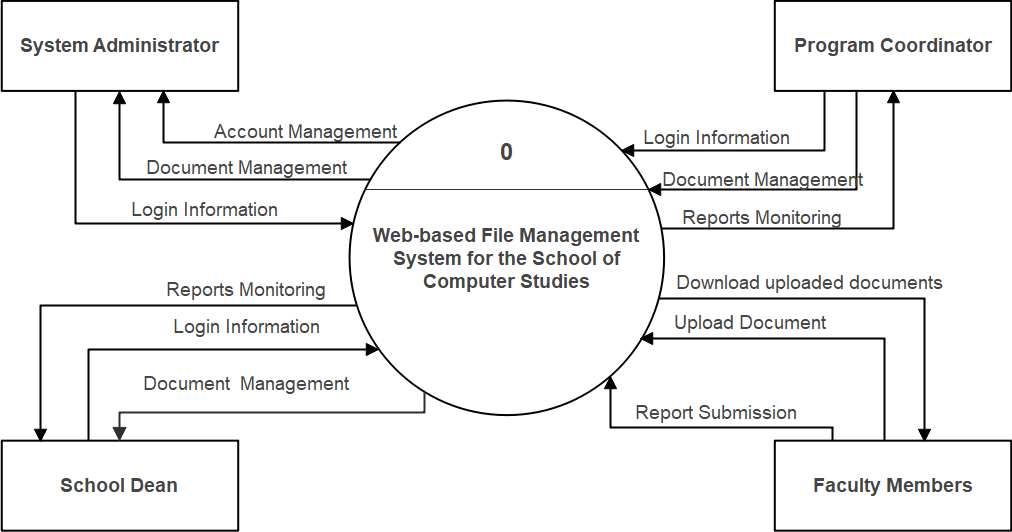 System Administrator
Program Coordinator
Account Management
0
Login Information
Document Management
Document Management
Login Information
Reports Monitoring
Web-based File Management
System for the School of
Computer Studies
Reports Monitoring
Download uploaded documents
Login Information
Upload Document
Document  Management
Report Submission
School Dean
Faculty Members